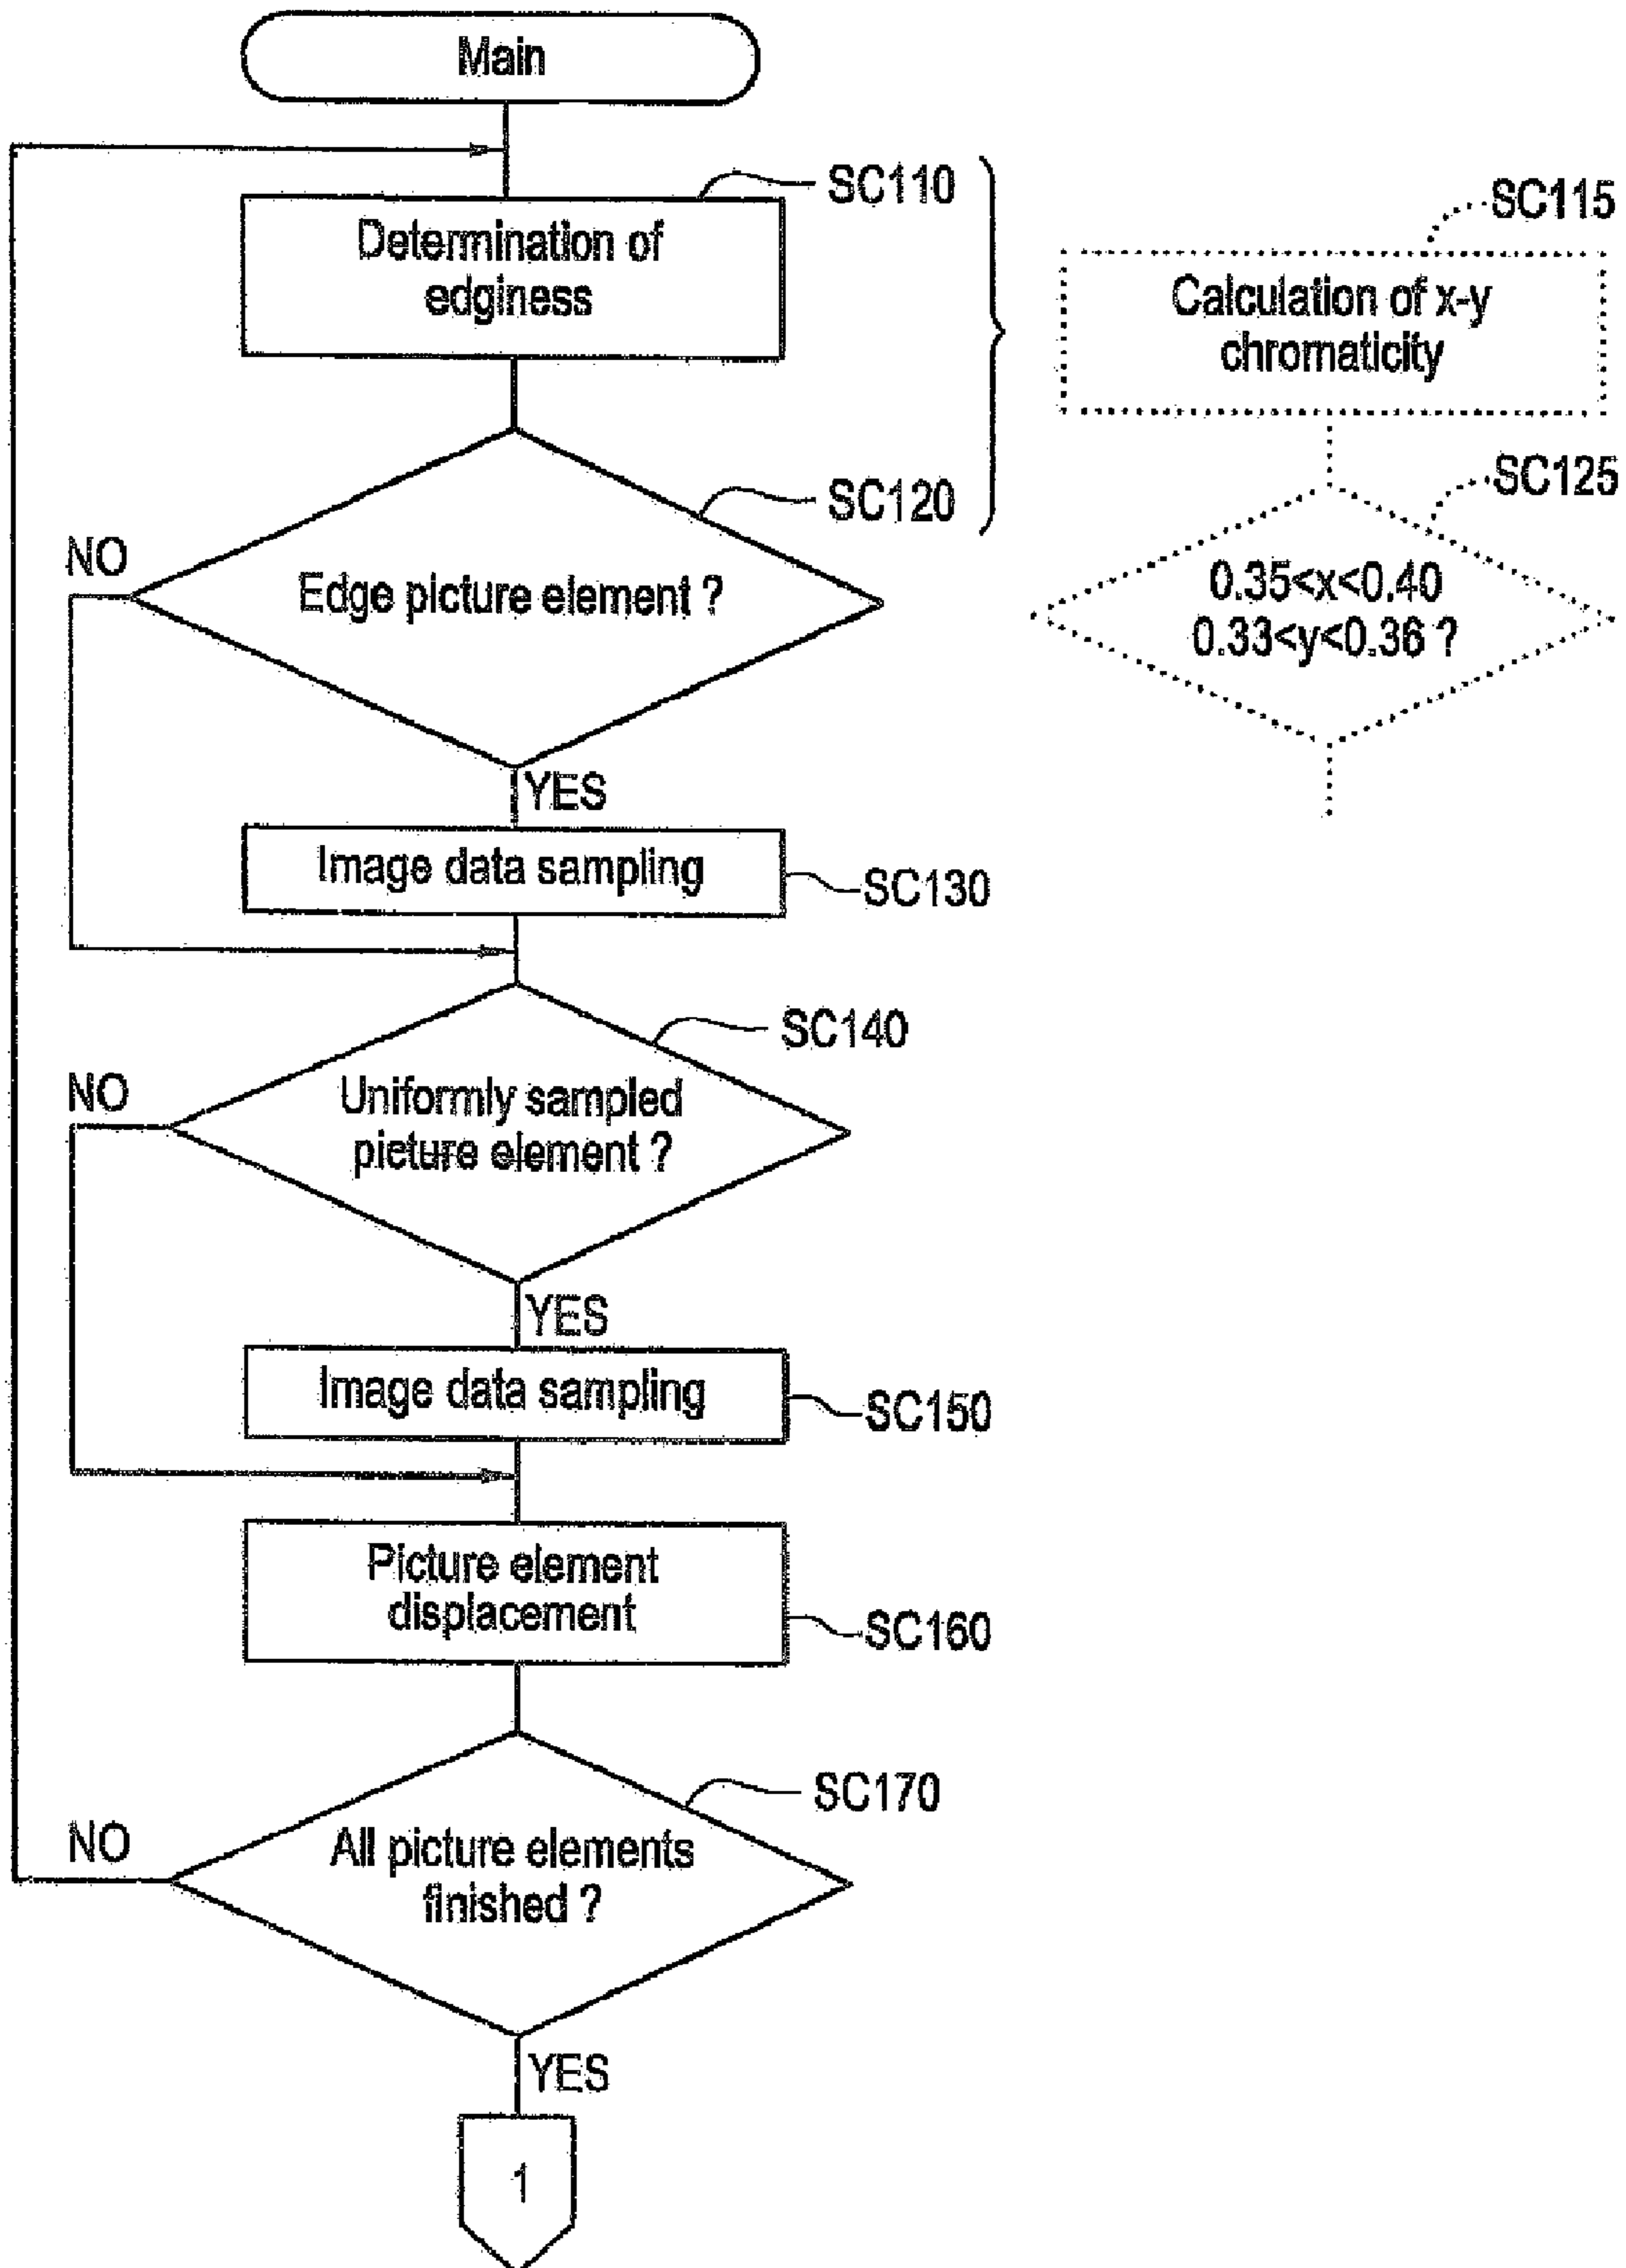 Main
SC110
Determination of
edginess
SC115
Calculation of x-y
chromaticity
SC120
NO
Edge picture element ?
SC125
0.35<x<0.40
0.33<y<0.36 ?
YES
Image data sampling
SC130
SC140
NO
Uniformly sampled
picture element ?
YES
Image data sampling
SC150
Picture element
displacement
SC160
SC170
NO
All picture elements
finished ?
YES
1